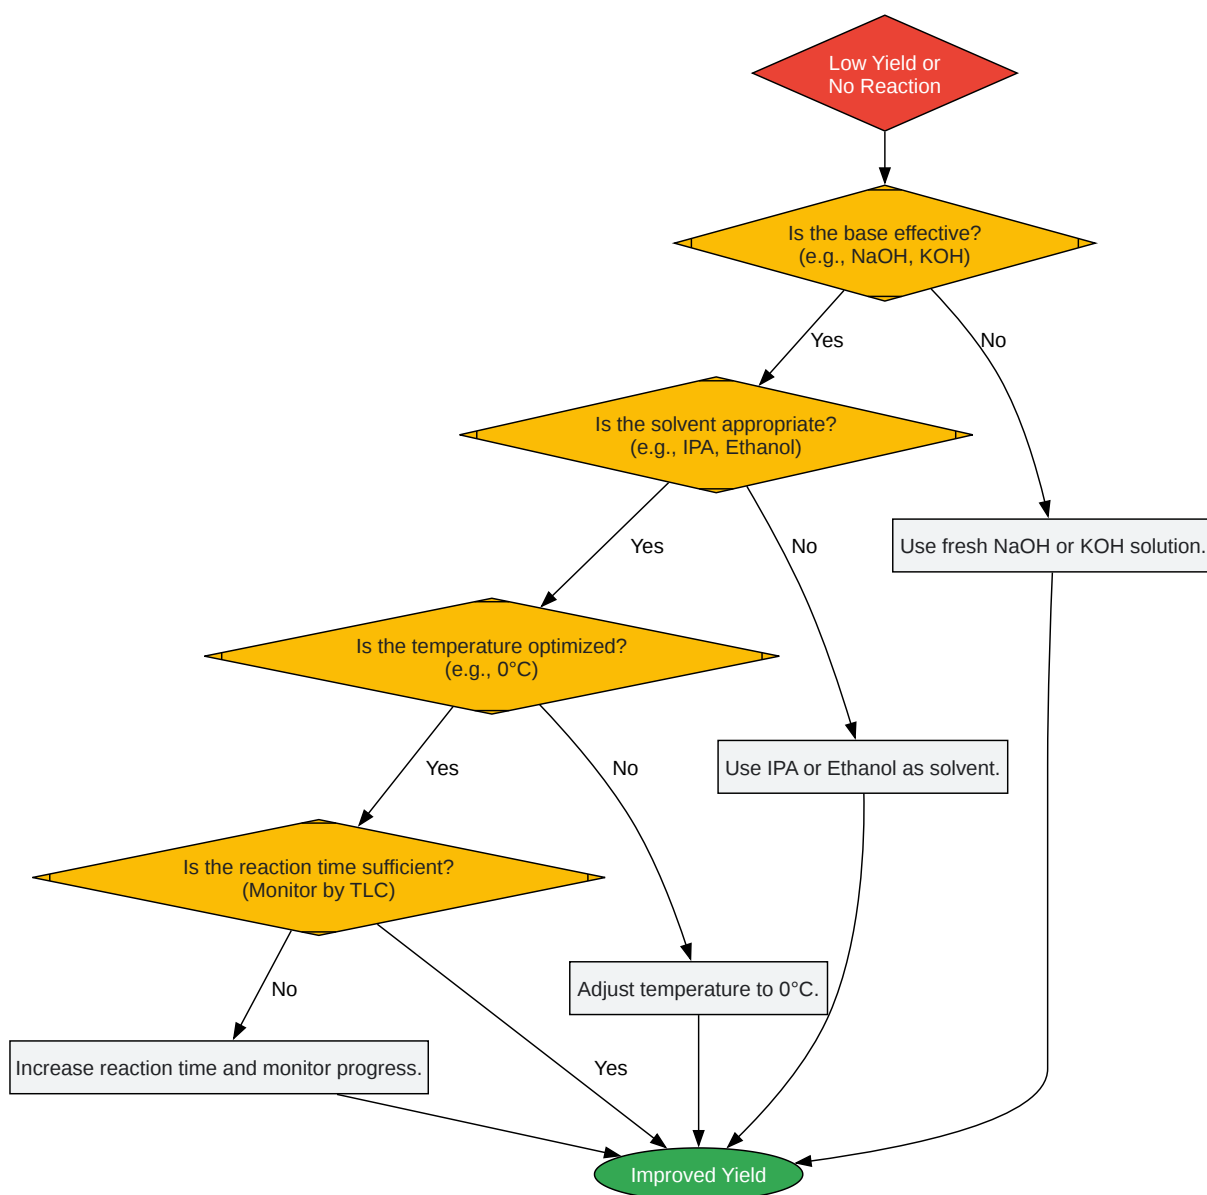 Low Yield or
No Reaction
Is the base effective?
(e.g., NaOH, KOH)
Yes
No
Is the solvent appropriate?
(e.g., IPA, Ethanol)
Use fresh NaOH or KOH solution.
Yes
No
Is the temperature optimized?
(e.g., 0°C)
Use IPA or Ethanol as solvent.
Yes
No
Is the reaction time sufficient?
(Monitor by TLC)
No
Adjust temperature to 0°C.
Increase reaction time and monitor progress.
Yes
Improved Yield